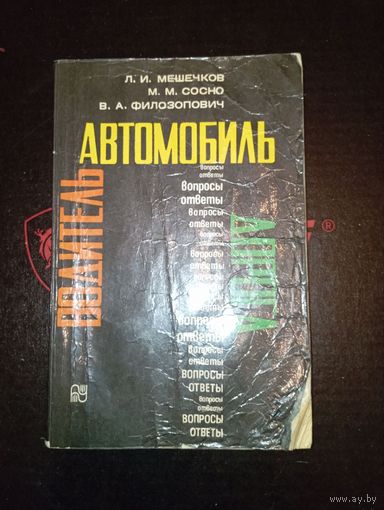 Л. И. МЕШЕЧКОВ
М. М. СОСНО
В. А. ФИЛОЗОПОВИЧ
АВТОМОБИЛЬ
ВОДИТЕЛЬ
ДОРОГА
вопросы
ответы
вопросы
ответы
вопросы
ответы
вопросы
ответы
вопросы
ответы
вопросы
ответы
вопросы
ответы
вопросы
ответы
ВОПРОСЫ
ОТВЕТЫ
вопросы
ответы
ВОПРОСЫ
ОТВЕТЫ
®
www.ay.by